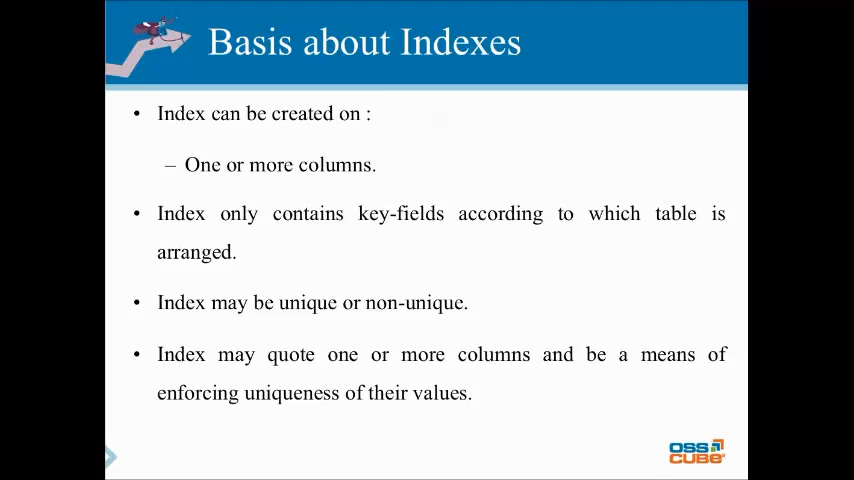 Basis about Indexes
• Index can be created on :
– One or more columns.
• Index only contains key-fields according to which table is
arranged.
• Index may be unique or non-unique.
• Index may quote one or more columns and be a means of
enforcing uniqueness of their values.
OSS
CUBE